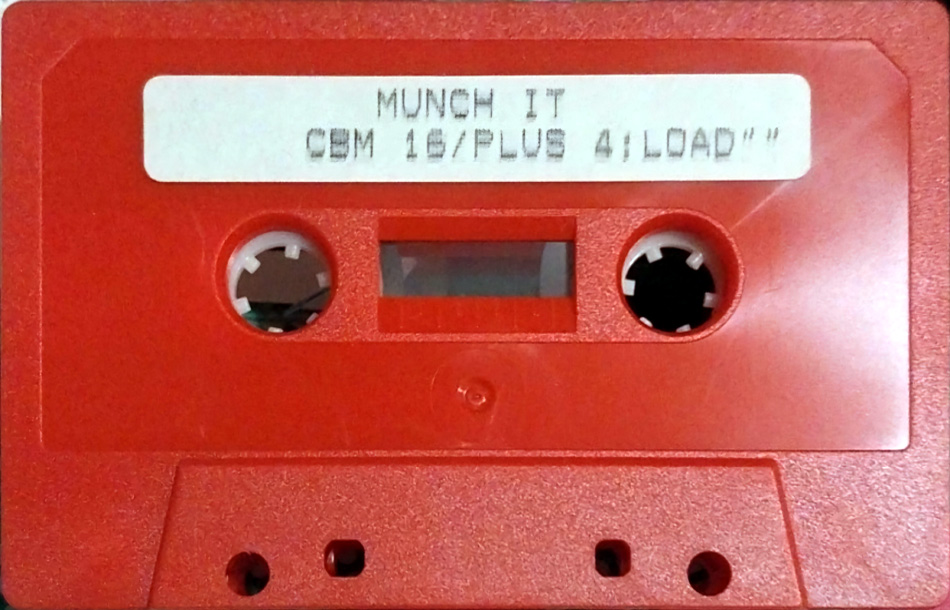 MUNCH IT
CBM 16/PLUS 4;LOAD""